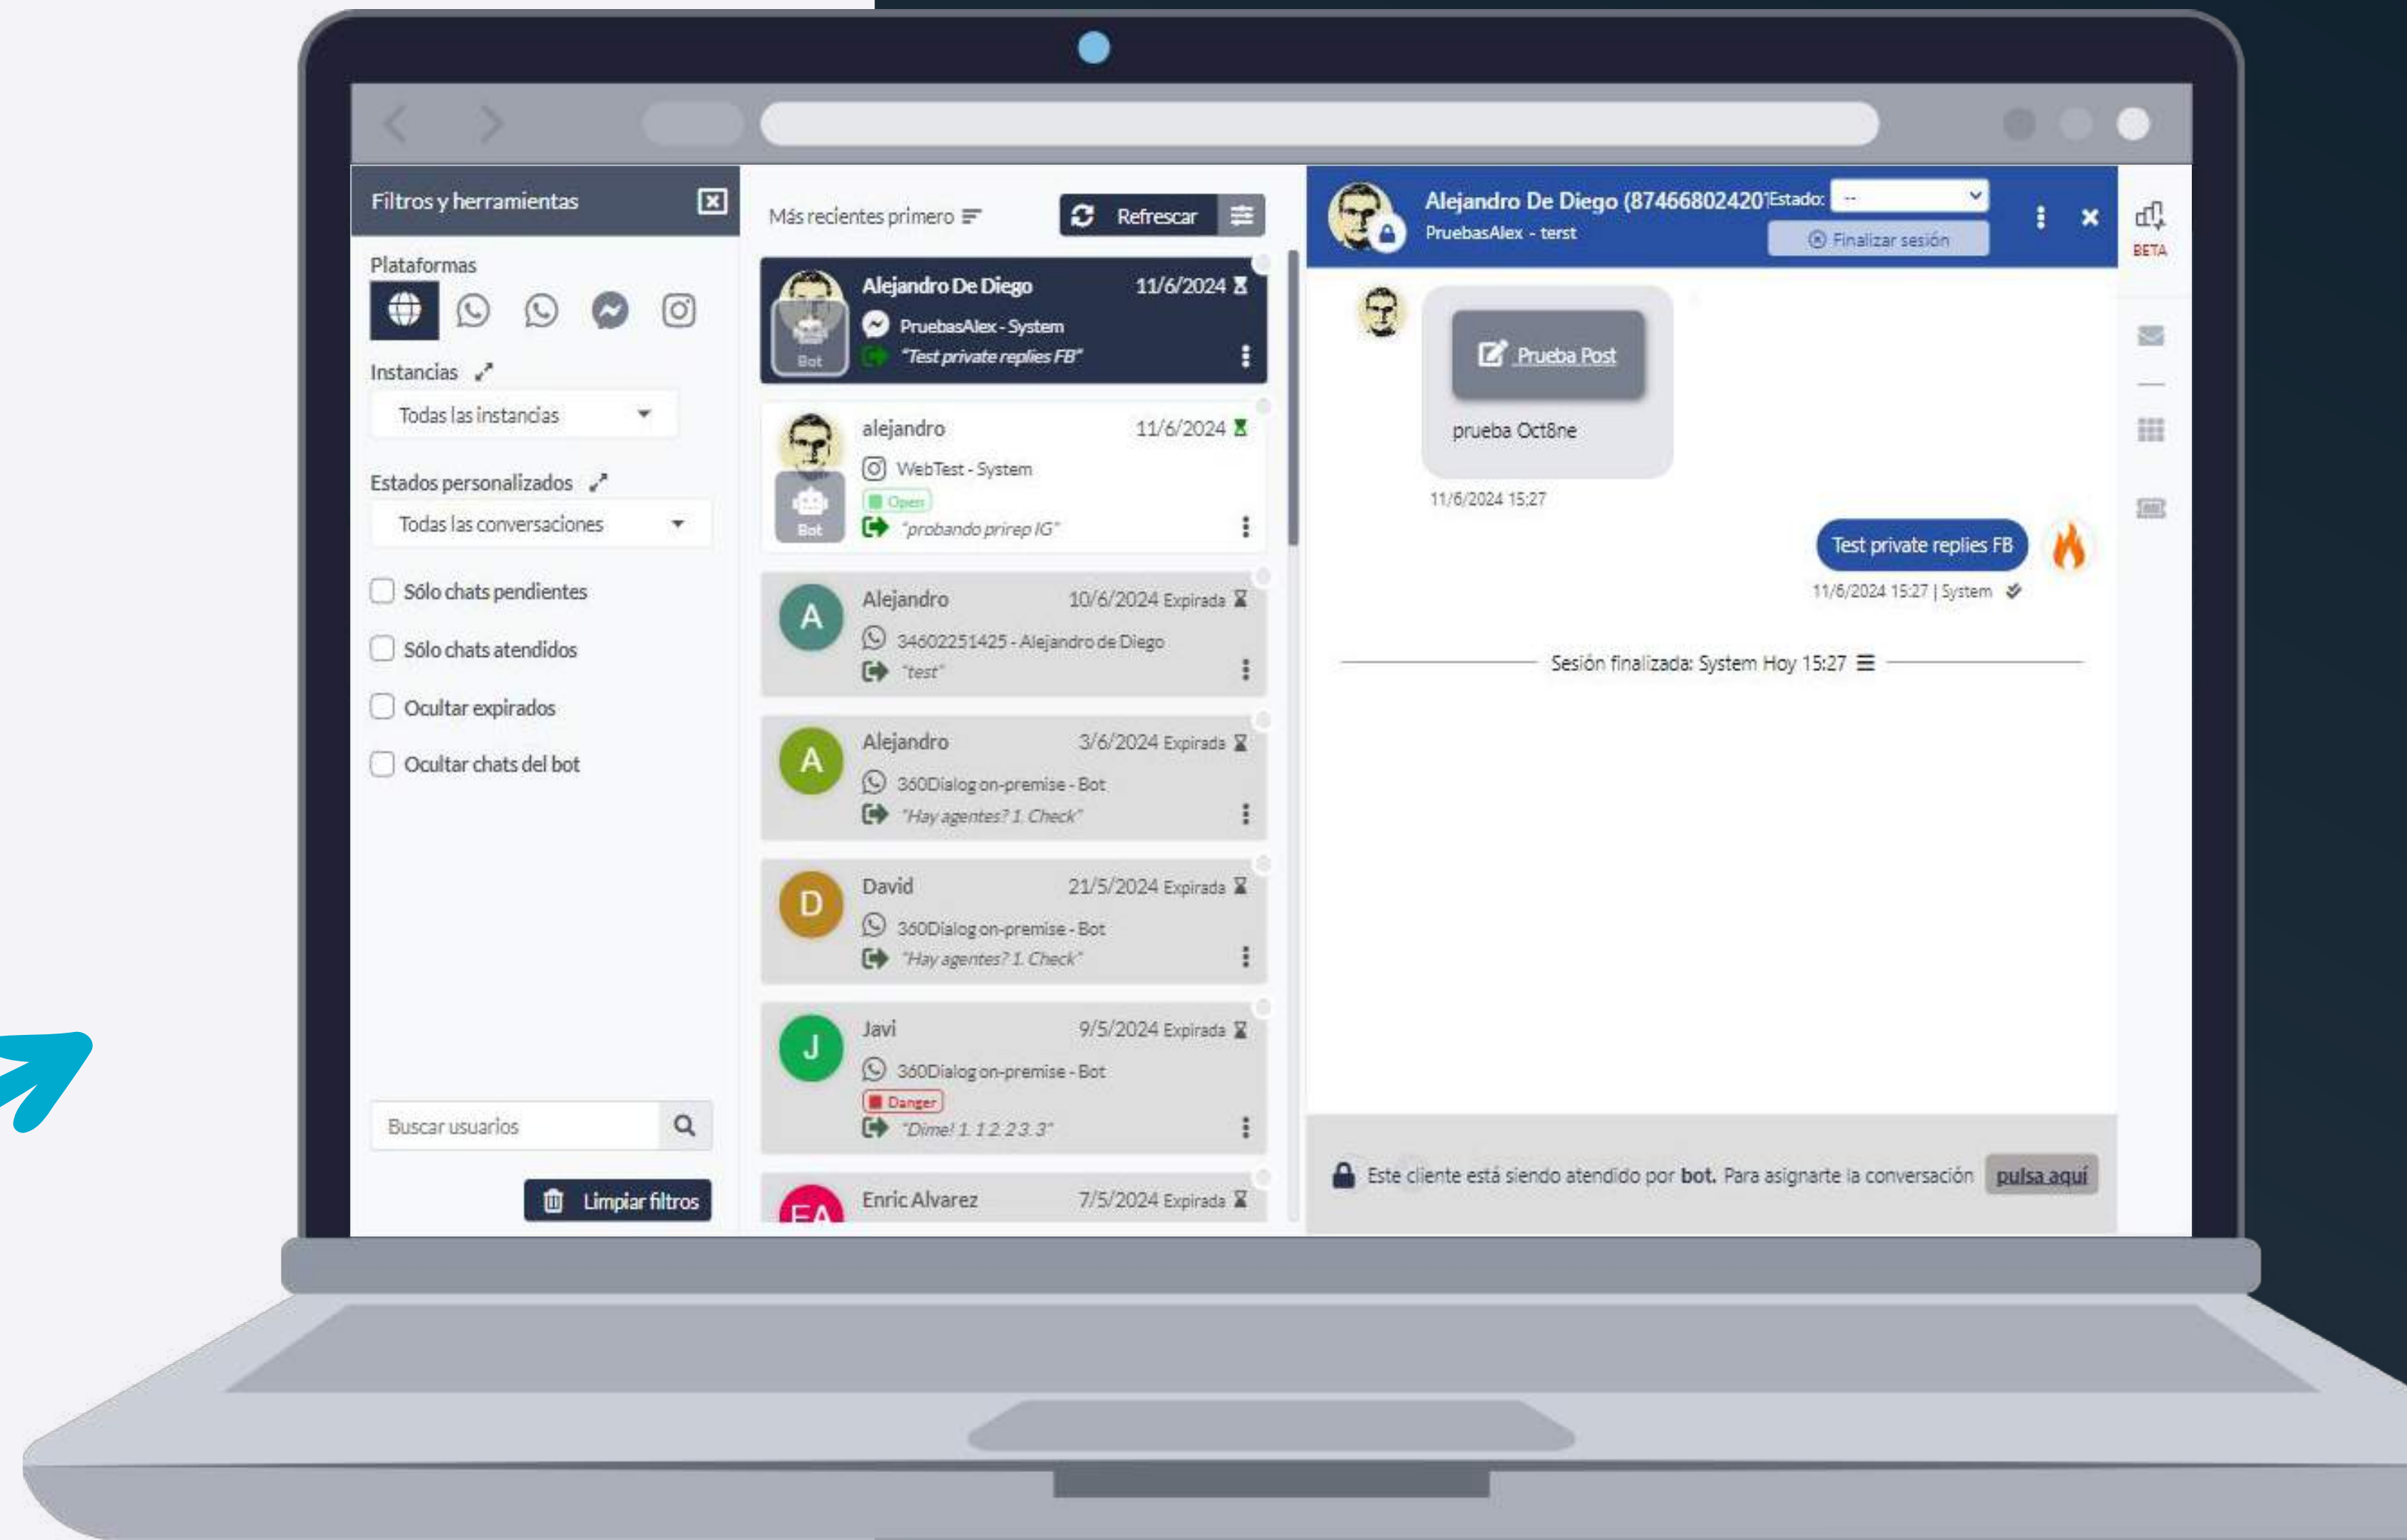 Filtros y herramientas
Plataformas
Instancias
Todas las instancias
Estados personalizados
Todas las conversaciones
Sólo chats pendientes
Sólo chats atendidos
Ocultar expirados
Ocultar chats del bot
Buscar usuarios
Limpiar filtros
Más recientes primero
Refrescar
Alejandro De Diego 11/6/2024
PruebasAlex - System
Bot "Test private replies FB"
alejandro 11/6/2024
WebTest - System
Open
Bot "probando prirep IG"
A Alejandro 10/6/2024 Expirada
34602251425 - Alejandro de Diego
"test"
A Alejandro 3/6/2024 Expirada
360Dialog on-premise - Bot
"Hay agentes? 1. Check"
D David 21/5/2024 Expirada
360Dialog on-premise - Bot
"Hay agentes? 1. Check"
J Javi 9/5/2024 Expirada
360Dialog on-premise - Bot
Danger
"Dime! 1. 1 2. 2 3. 3"
EA Enric Alvarez 7/5/2024 Expirada
Alejandro De Diego (87466802420 Estado: --
PruebasAlex - terst
Finalizar sesión
BETA
Prueba Post
prueba Oct8ne
11/6/2024 15:27
Test private replies FB
11/6/2024 15:27 | System
Sesión finalizada: System Hoy 15:27
Este cliente está siendo atendido por bot. Para asignarte la conversación pulsa aquí